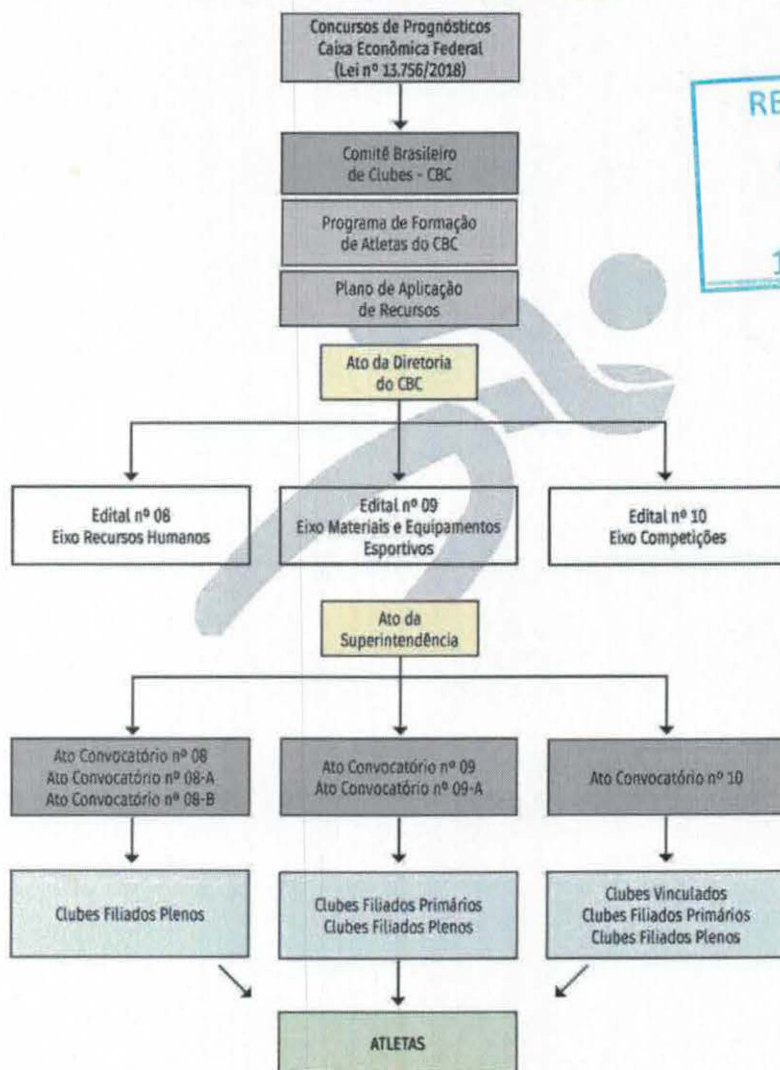 Concursos de Prognósticos
Caixa Econômica Federal
(Lei nº 13.756/2018)
Comitê Brasileiro
de Clubes - CBC
Programa de Formação
de Atletas do CBC
Plano de Aplicação
de Recursos
Ato da Diretoria
do CBC
Edital nº 08
Eixo Recursos Humanos
Edital nº 09
Eixo Materiais e Equipamentos
Esportivos
Edital nº 10
Eixo Competições
Ato da
Superintendência
Ato Convocatório nº 08
Ato Convocatório nº 08-A
Ato Convocatório nº 08-B
Ato Convocatório nº 09
Ato Convocatório nº 09-A
Ato Convocatório nº 10
Clubes Filiados Plenos
Clubes Filiados Primários
Clubes Filiados Plenos
Clubes Vinculados
Clubes Filiados Primários
Clubes Filiados Plenos
ATLETAS